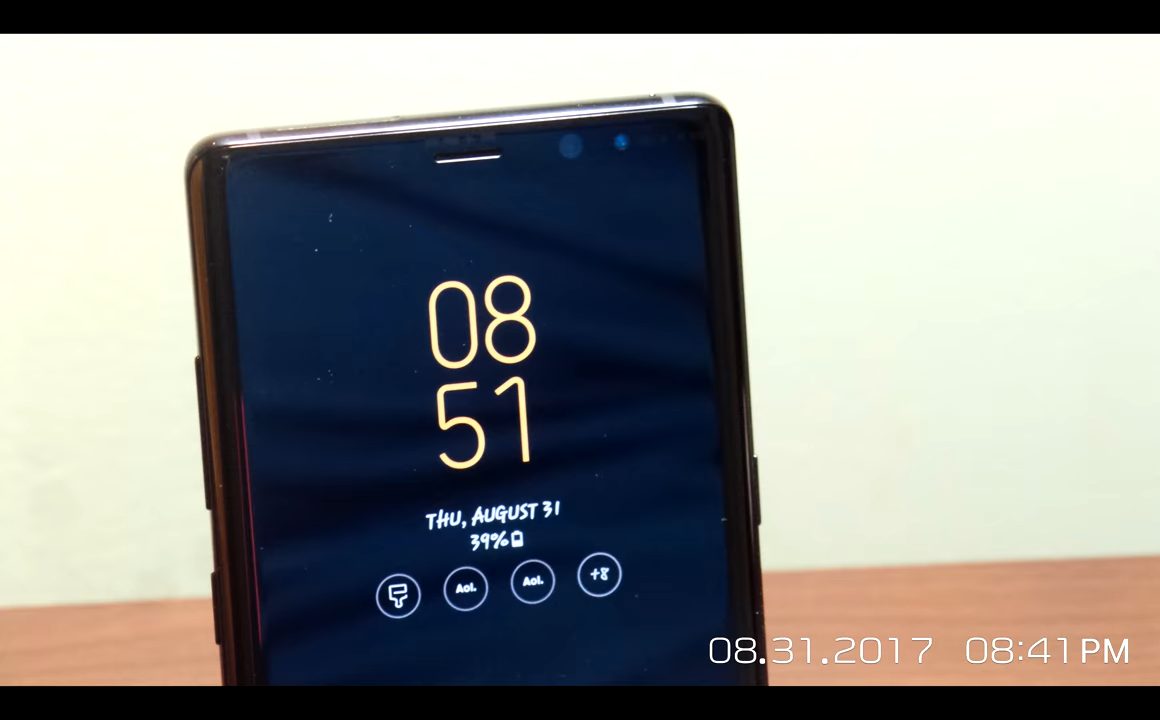 08
51
THU, AUGUST 31
39%
Aol. Aol. +8
08.31.2017 08:41PM